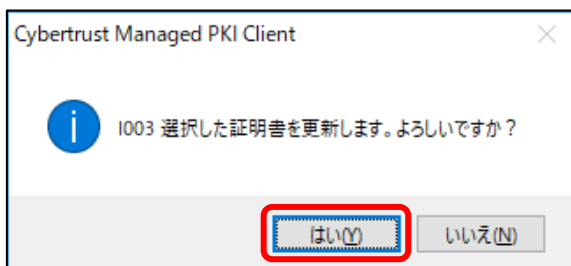 Cybertrust Managed PKI Client
I003 選択した証明書を更新します。よろしいですか？
はい(Y)
いいえ(N)